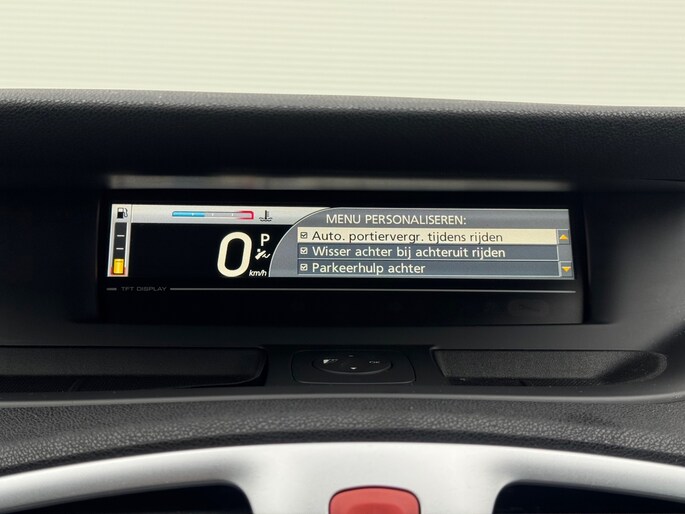 MENU PERSONALISEREN:
Auto. portiervergr. tijdens rijden
Wisser achter bij achteruit rijden
Parkeerhulp achter
0
P
km/h
TFT DISPLAY